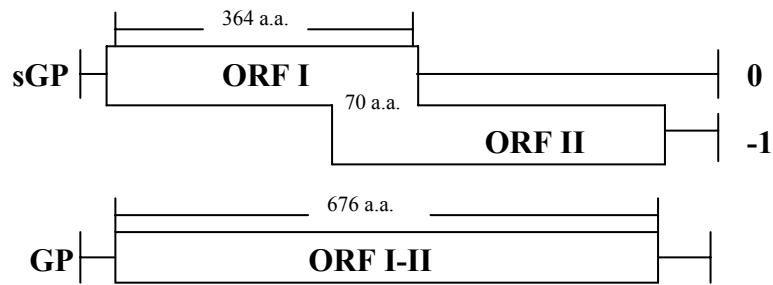 364 a.a.
sGP ORF I 0
70 a.a.
ORF II -1
676 a.a.
GP ORF I-II